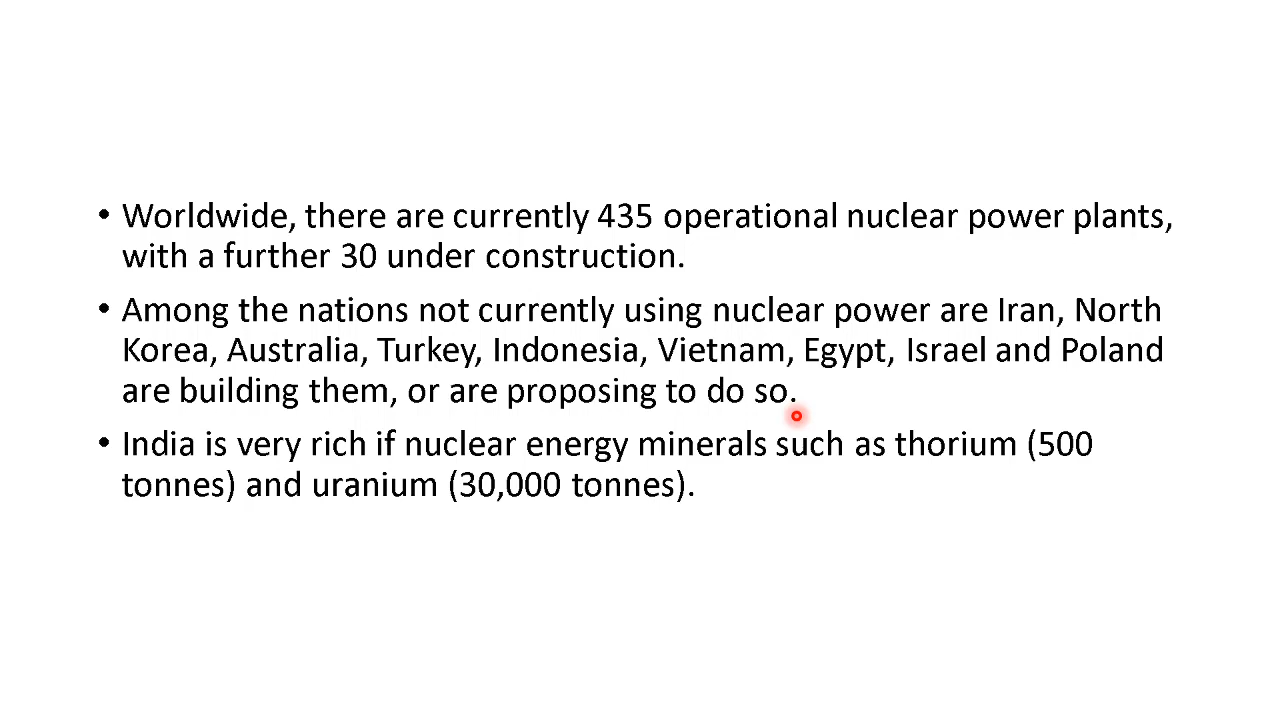 • Worldwide, there are currently 435 operational nuclear power plants,
with a further 30 under construction.
• Among the nations not currently using nuclear power are Iran, North
Korea, Australia, Turkey, Indonesia, Vietnam, Egypt, Israel and Poland
are building them, or are proposing to do so.
• India is very rich if nuclear energy minerals such as thorium (500
tonnes) and uranium (30,000 tonnes).